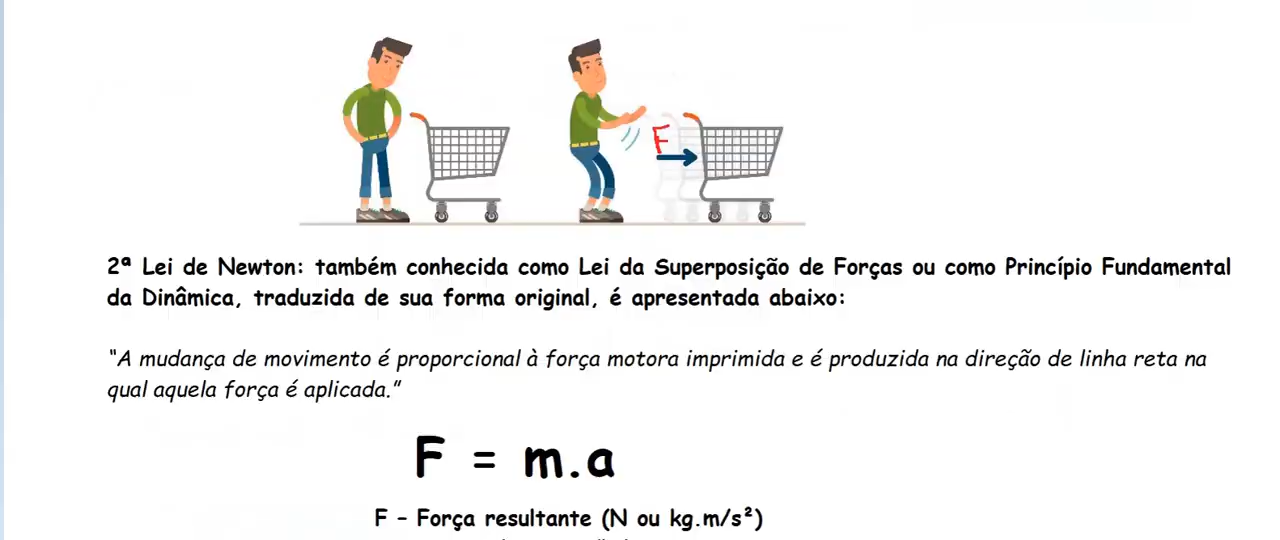 F
2ª Lei de Newton: também conhecida como Lei da Superposição de Forças ou como Princípio Fundamental
da Dinâmica, traduzida de sua forma original, é apresentada abaixo:
“A mudança de movimento é proporcional à força motora imprimida e é produzida na direção de linha reta na
qual aquela força é aplicada.”
F = m.a
F – Força resultante (N ou kg.m/s²)